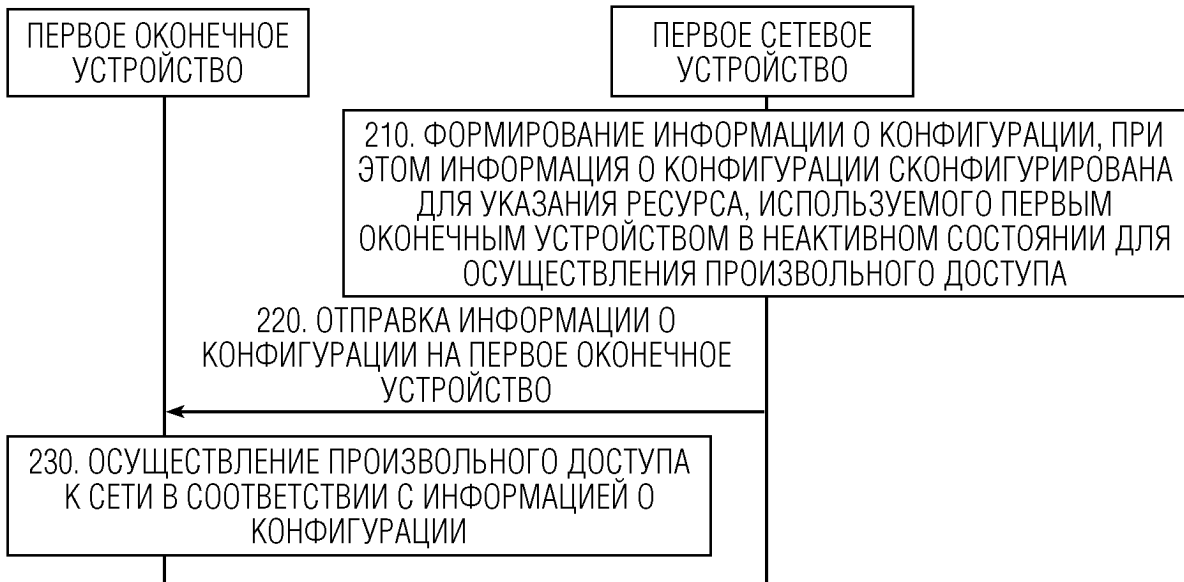 ПЕРВОЕ ОКОНЕЧНОЕ
УСТРОЙСТВО
ПЕРВОЕ СЕТЕВОЕ
УСТРОЙСТВО
210. ФОРМИРОВАНИЕ ИНФОРМАЦИИ О КОНФИГУРАЦИИ, ПРИ
ЭТОМ ИНФОРМАЦИЯ О КОНФИГУРАЦИИ СКОНФИГУРИРОВАНА
ДЛЯ УКАЗАНИЯ РЕСУРСА, ИСПОЛЬЗУЕМОГО ПЕРВЫМ
ОКОНЕЧНЫМ УСТРОЙСТВОМ В НЕАКТИВНОМ СОСТОЯНИИ ДЛЯ
ОСУЩЕСТВЛЕНИЯ ПРОИЗВОЛЬНОГО ДОСТУПА
220. ОТПРАВКА ИНФОРМАЦИИ О
КОНФИГУРАЦИИ НА ПЕРВОЕ ОКОНЕЧНОЕ
УСТРОЙСТВО
230. ОСУЩЕСТВЛЕНИЕ ПРОИЗВОЛЬНОГО ДОСТУПА
К СЕТИ В СООТВЕТСТВИИ С ИНФОРМАЦИЕЙ О
КОНФИГУРАЦИИ